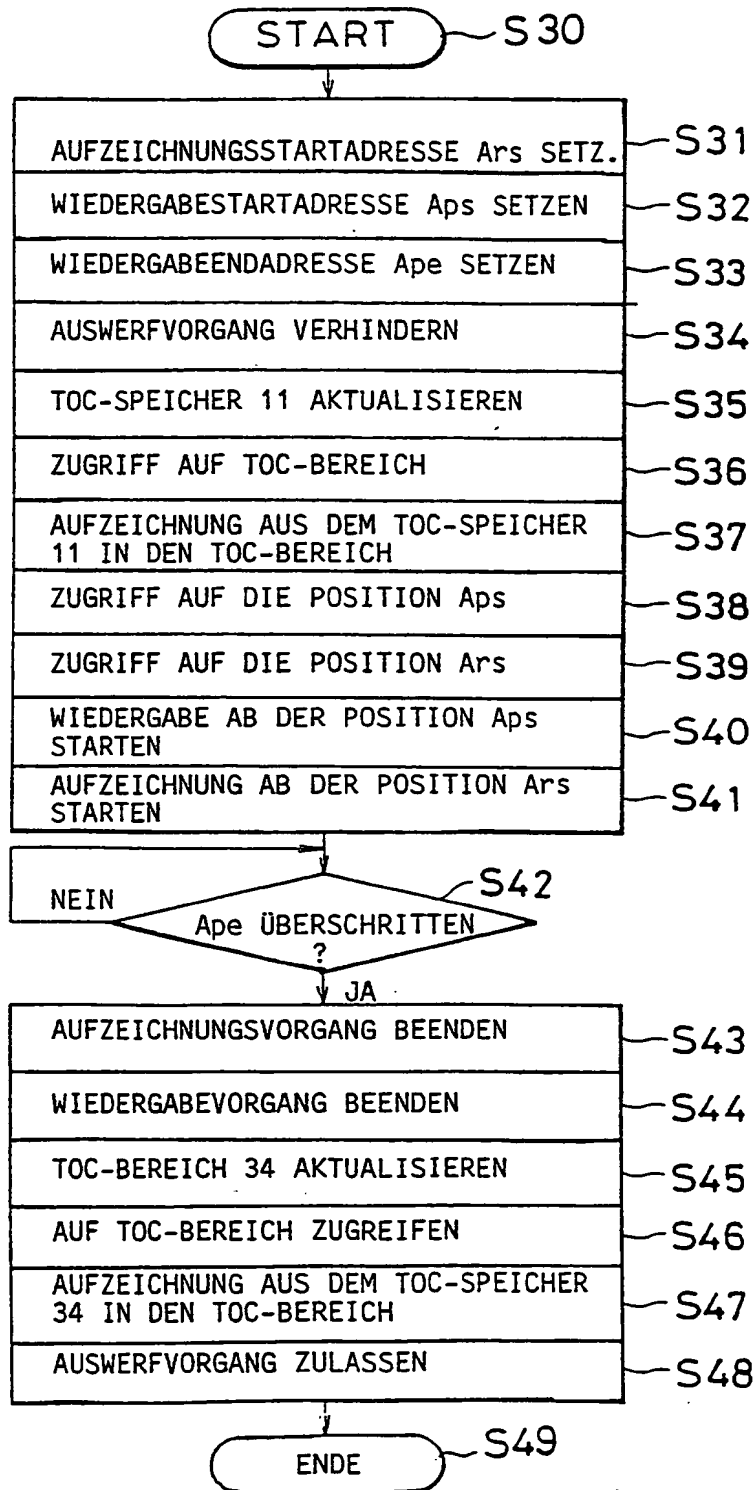 START S30
AUFZEICHNUNGSSTARTADRESSE Ars SETZ. S31
WIEDERGABESTARTADRESSE Aps SETZEN S32
WIEDERGABEENDADRESSE Ape SETZEN S33
AUSWERFVORGANG VERHINDERN S34
TOC-SPEICHER 11 AKTUALISIEREN S35
ZUGRIFF AUF TOC-BEREICH S36
AUFZEICHNUNG AUS DEM TOC-SPEICHER
11 IN DEN TOC-BEREICH S37
ZUGRIFF AUF DIE POSITION Aps S38
ZUGRIFF AUF DIE POSITION Ars S39
WIEDERGABE AB DER POSITION Aps
STARTEN S40
AUFZEICHNUNG AB DER POSITION Ars
STARTEN S41
S42
NEIN
Ape ÜBERSCHRITTEN
?
JA
AUFZEICHNUNGSVORGANG BEENDEN S43
WIEDERGABEVORGANG BEENDEN S44
TOC-BEREICH 34 AKTUALISIEREN S45
AUF TOC-BEREICH ZUGREIFEN S46
AUFZEICHNUNG AUS DEM TOC-SPEICHER
34 IN DEN TOC-BEREICH S47
AUSWERFVORGANG ZULASSEN S48
ENDE S49